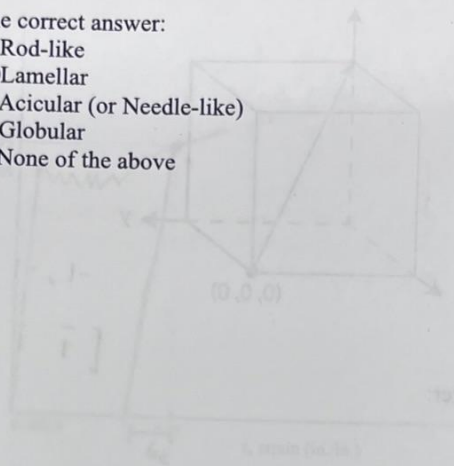 e correct answer:
Rod-like
Lamellar
Acicular (or Needle-like)
Globular
None of the above
(0,0,0)